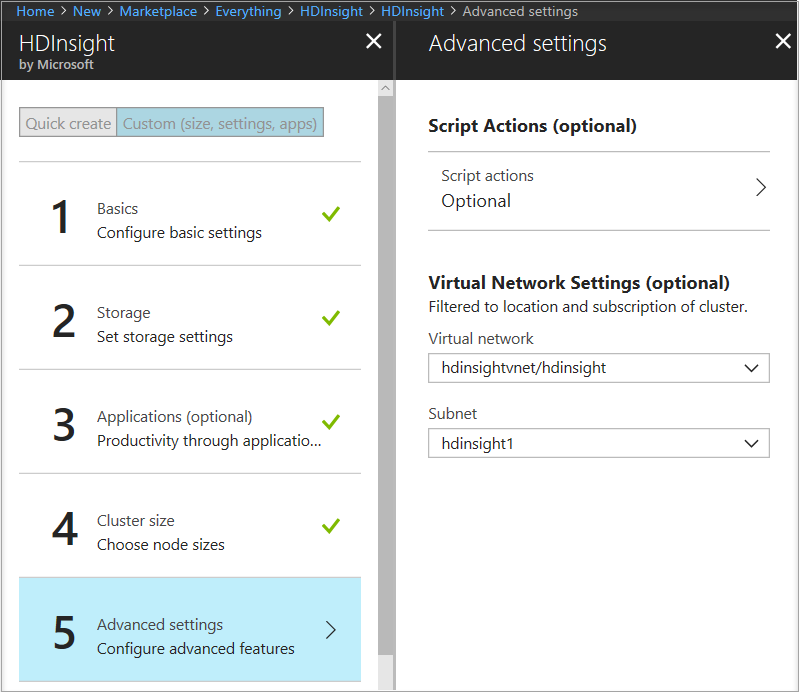 Home > New > Marketplace > Everything > HDInsight > HDInsight > Advanced settings
HDInsight
by Microsoft
Quick create
Custom (size, settings, apps)
1
Basics
Configure basic settings
2
Storage
Set storage settings
3
Applications (optional)
Productivity through applicatio...
4
Cluster size
Choose node sizes
5
Advanced settings
Configure advanced features
Advanced settings
Script Actions (optional)
Script actions
Optional
Virtual Network Settings (optional)
Filtered to location and subscription of cluster.
Virtual network
hdinsightvnet/hdinsight
Subnet
hdinsight1